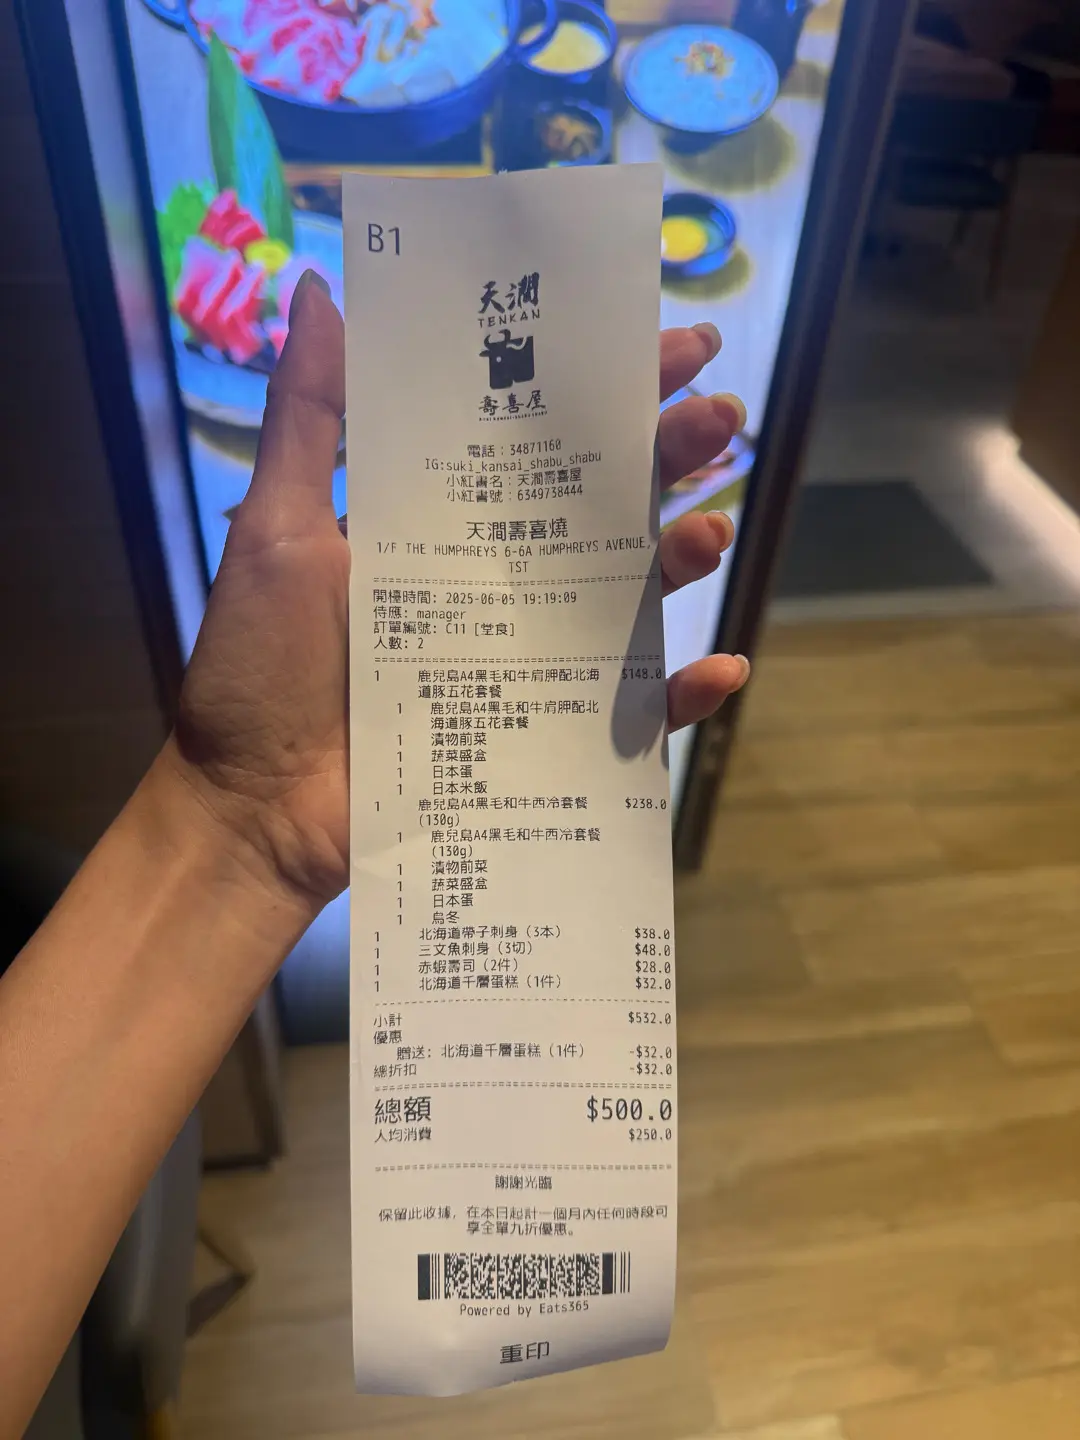 B1
天澗
TENKAN
壽喜屋
電話：34871160
IG:suki_kansai_shabu_shabu
小紅書名：天澗壽喜屋
小紅書號：6349738444
天澗壽喜燒
1/F THE HUMPHREYS 6-6A HUMPHREYS AVENUE,
TST
開檯時間: 2025-06-05 19:19:09
侍應: manager
訂單編號: C11 [堂食]
人數: 2
1 鹿兒島A4黑毛和牛肩胛配北海 $148.0
道豚五花套餐
1 鹿兒島A4黑毛和牛肩胛配北
海道豚五花套餐
1 漬物前菜
1 蔬菜盛盒
1 日本蛋
1 日本米飯
1 鹿兒島A4黑毛和牛西冷套餐 $238.0
(130g)
1 鹿兒島A4黑毛和牛西冷套餐
(130g)
1 漬物前菜
1 蔬菜盛盒
1 日本蛋
1 烏冬
1 北海道帶子刺身（3本） $38.0
1 三文魚刺身（3切） $48.0
1 赤蝦壽司（2件） $28.0
1 北海道千層蛋糕（1件） $32.0
小計 $532.0
優惠
贈送: 北海道千層蛋糕（1件） -$32.0
總折扣 -$32.0
總額 $500.0
人均消費 $250.0
謝謝光臨
保留此收據，在本日起計一個月內任何時段可
享全單九折優惠。
Powered by Eats365
重印